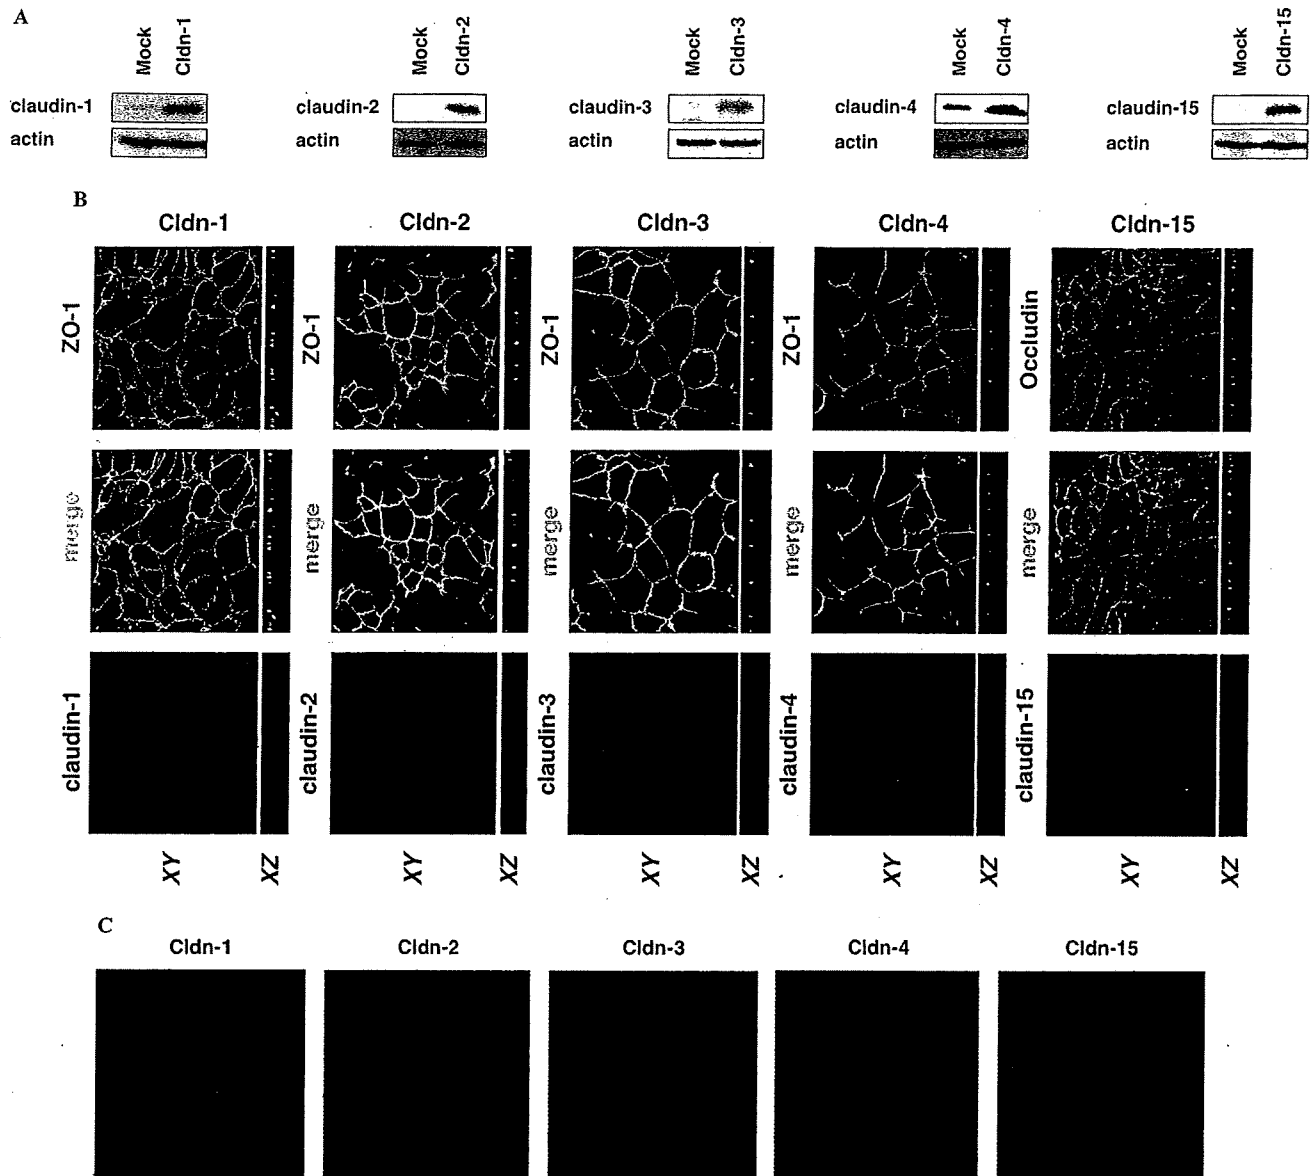 A
Mock Cldn-1
claudin-1
actin
Mock Cldn-2
claudin-2
actin
Mock Cldn-3
claudin-3
actin
Mock Cldn-4
claudin-4
actin
Mock Cldn-15
claudin-15
actin
B
Cldn-1 Cldn-2 Cldn-3 Cldn-4 Cldn-15
ZO-1 ZO-1 ZO-1 ZO-1 Occludin
merge merge merge merge merge
claudin-1 claudin-2 claudin-3 claudin-4 claudin-15
XY XZ XY XZ XY XZ XY XZ XY XZ
C
Cldn-1 Cldn-2 Cldn-3 Cldn-4 Cldn-15